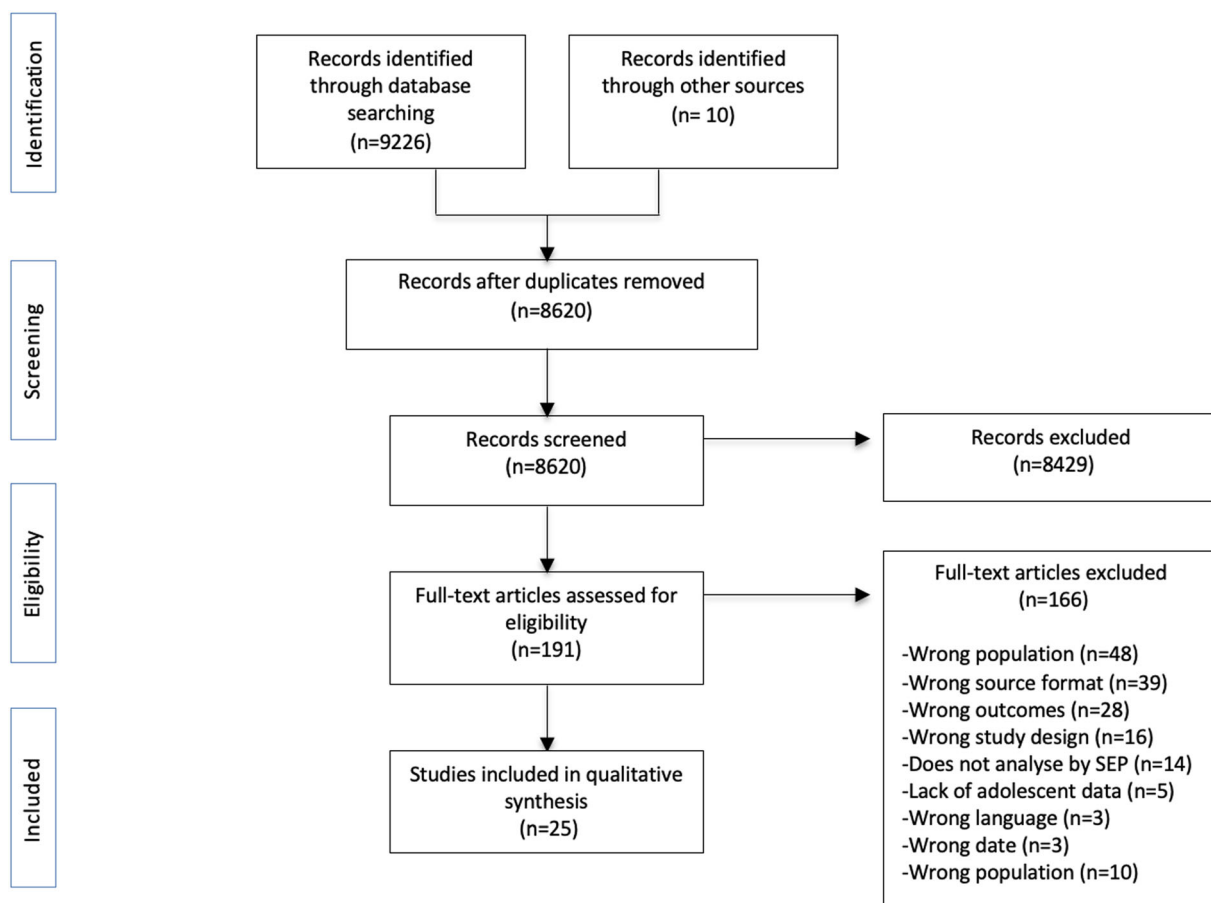 Identification
Records identified
through database
searching
(n=9226)
Records identified
through other sources
(n= 10)
Screening
Records after duplicates removed
(n=8620)
Records screened
(n=8620)
Records excluded
(n=8429)
Eligibility
Full-text articles assessed for
eligibility
(n=191)
Full-text articles excluded
(n=166)
-Wrong population (n=48)
-Wrong source format (n=39)
-Wrong outcomes (n=28)
-Wrong study design (n=16)
-Does not analyse by SEP (n=14)
-Lack of adolescent data (n=5)
-Wrong language (n=3)
-Wrong date (n=3)
-Wrong population (n=10)
Included
Studies included in qualitative
synthesis
(n=25)